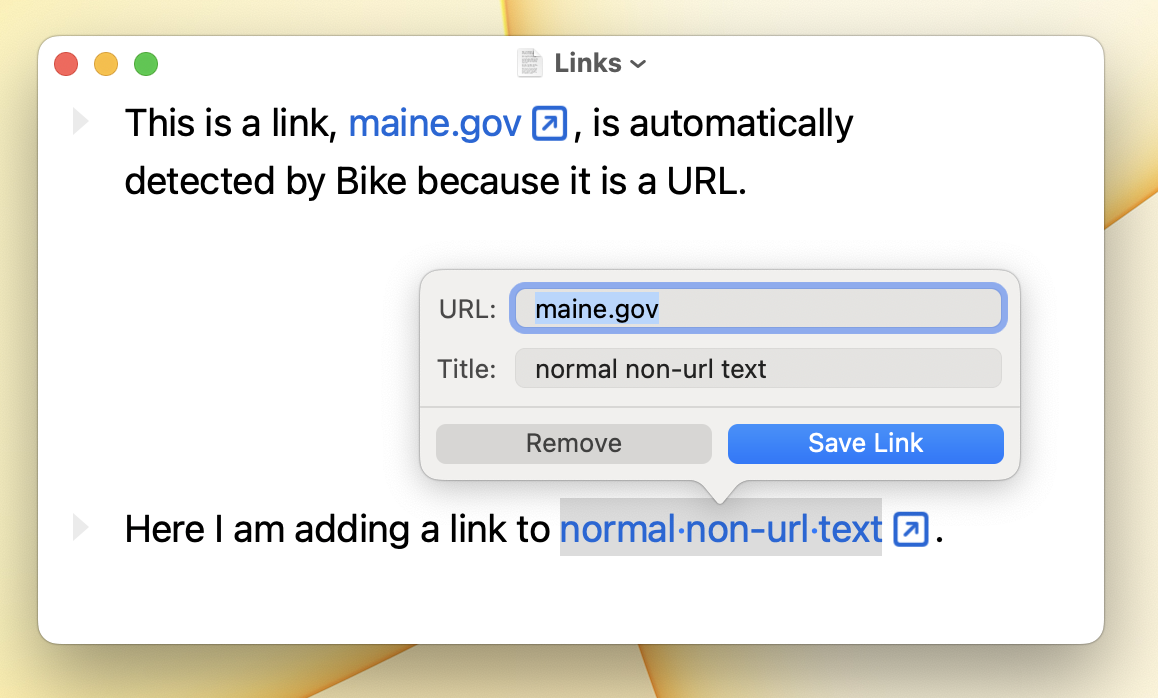 Links
This is a link, maine.gov , is automatically
detected by Bike because it is a URL.
URL: maine.gov
Title: normal non-url text
Remove Save Link
Here I am adding a link to normal·non-url·text .